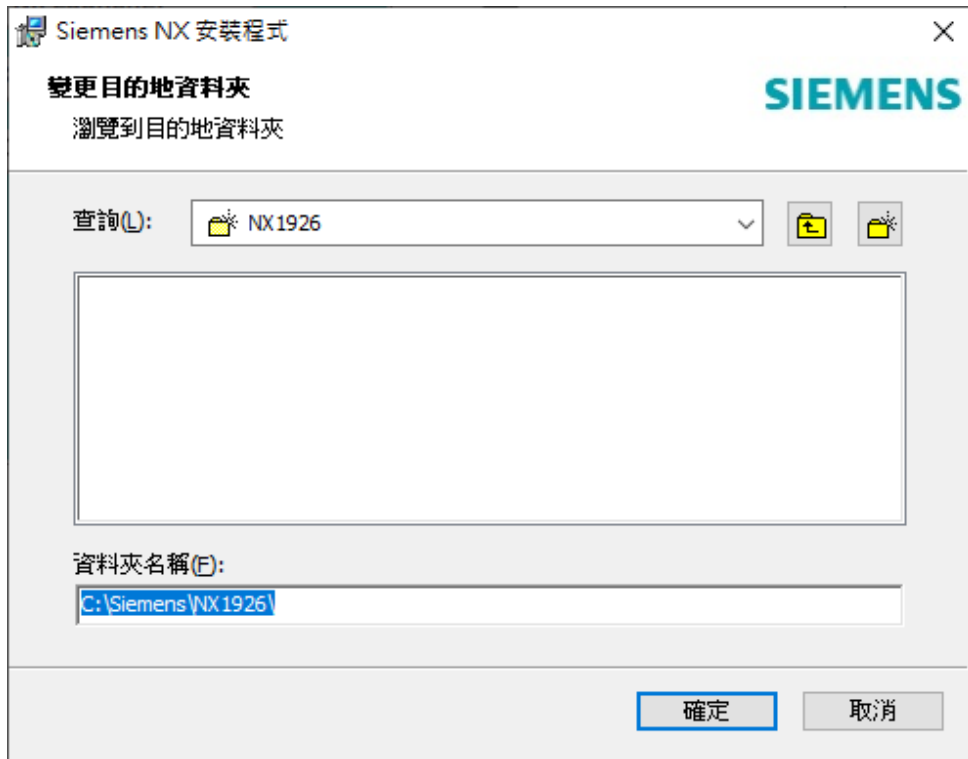 Siemens NX 安裝程式
變更目的地資料夾
SIEMENS
瀏覽到目的地資料夾
查詢(L):
NX1926
資料夾名稱(F):
C:\Siemens\NX1926\
確定
取消